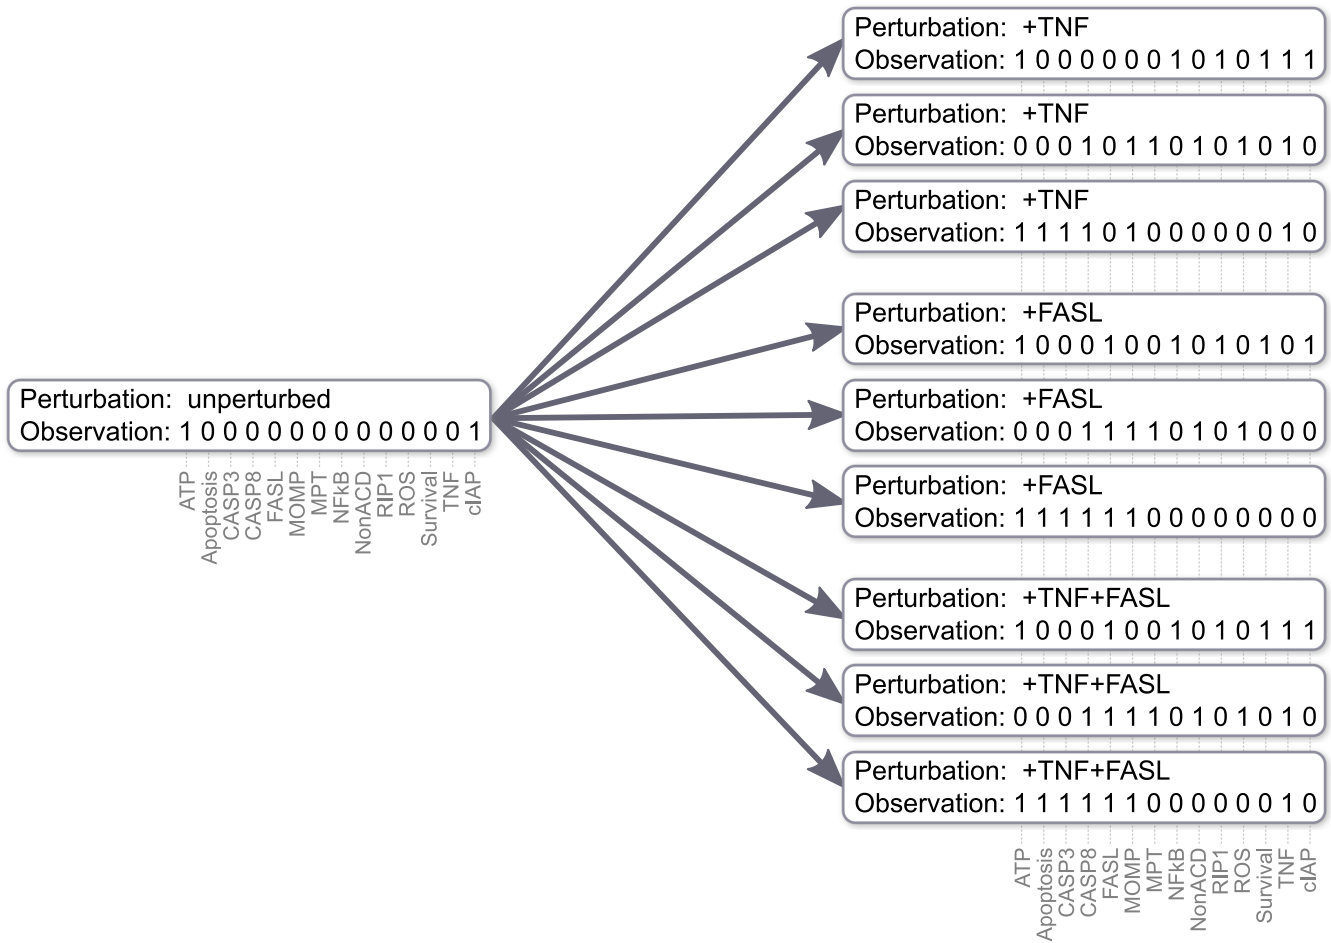 Perturbation: +TNF
Observation: 1 0 0 0 0 0 0 1 0 1 0 1 1 1
Perturbation: +TNF
Observation: 0 0 0 1 0 1 1 0 1 0 1 0 1 0
Perturbation: +TNF
Observation: 1 1 1 1 0 1 0 0 0 0 0 0 1 0
Perturbation: +FASL
Observation: 1 0 0 0 1 0 0 1 0 1 0 1 0 1
Perturbation: unperturbed
Observation: 1 0 0 0 0 0 0 0 0 0 0 0 0 1
ATP
Apoptosis
CASP3
CASP8
FASL
MOMP
MPT
NFkB
NonACD
RIP1
ROS
Survival
TNF
cIAP
Perturbation: +FASL
Observation: 0 0 0 1 1 1 1 0 1 0 1 0 0 0
Perturbation: +FASL
Observation: 1 1 1 1 1 1 0 0 0 0 0 0 0 0
Perturbation: +TNF+FASL
Observation: 1 0 0 0 1 0 0 1 0 1 0 1 1 1
Perturbation: +TNF+FASL
Observation: 0 0 0 1 1 1 1 0 1 0 1 0 1 0
Perturbation: +TNF+FASL
Observation: 1 1 1 1 1 1 0 0 0 0 0 0 1 0
ATP
Apoptosis
CASP3
CASP8
FASL
MOMP
MPT
NFkB
NonACD
RIP1
ROS
Survival
TNF
cIAP